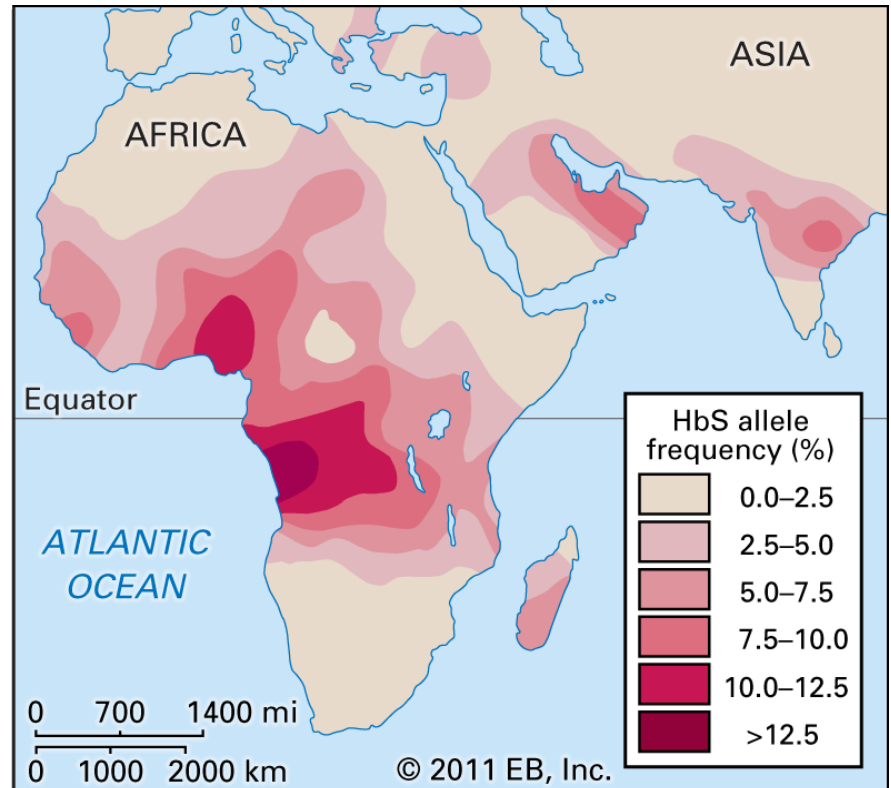 ASIA
AFRICA
Equator
HbS allele
frequency (%)
0.0–2.5
2.5–5.0
5.0–7.5
7.5–10.0
10.0–12.5
>12.5
ATLANTIC
OCEAN
0 700 1400 mi
0 1000 2000 km
© 2011 EB, Inc.